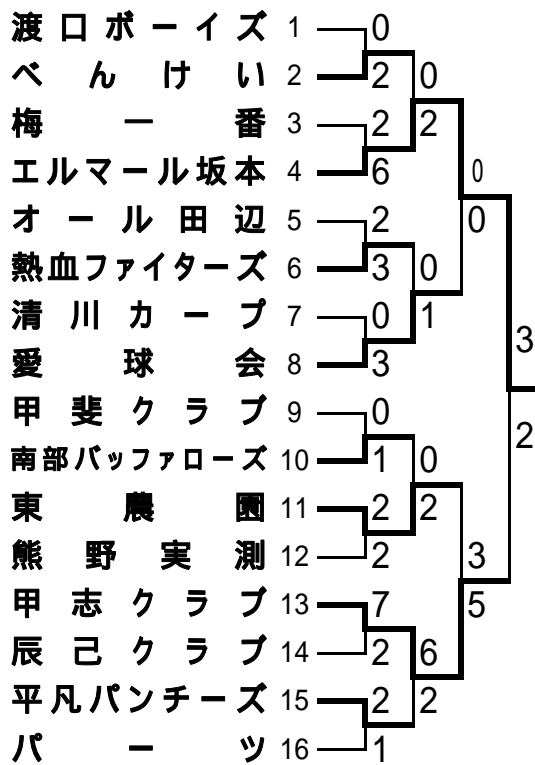 渡口ボーイズ 1 0
べんけい 2 2 0
梅一番 3 2 2
エルマール坂本 4 6 0
オール田辺 5 2 0
熱血ファイターズ 6 3 0
清川カープ 7 0 1
愛球会 8 3 3
甲斐クラブ 9 0 2
南部バッファローズ 10 1 0
東農園 11 2 2
熊野実測 12 2 3
甲志クラブ 13 7 5
辰己クラブ 14 2 6
平凡パンチーズ 15 2 2
パーツ 16 1